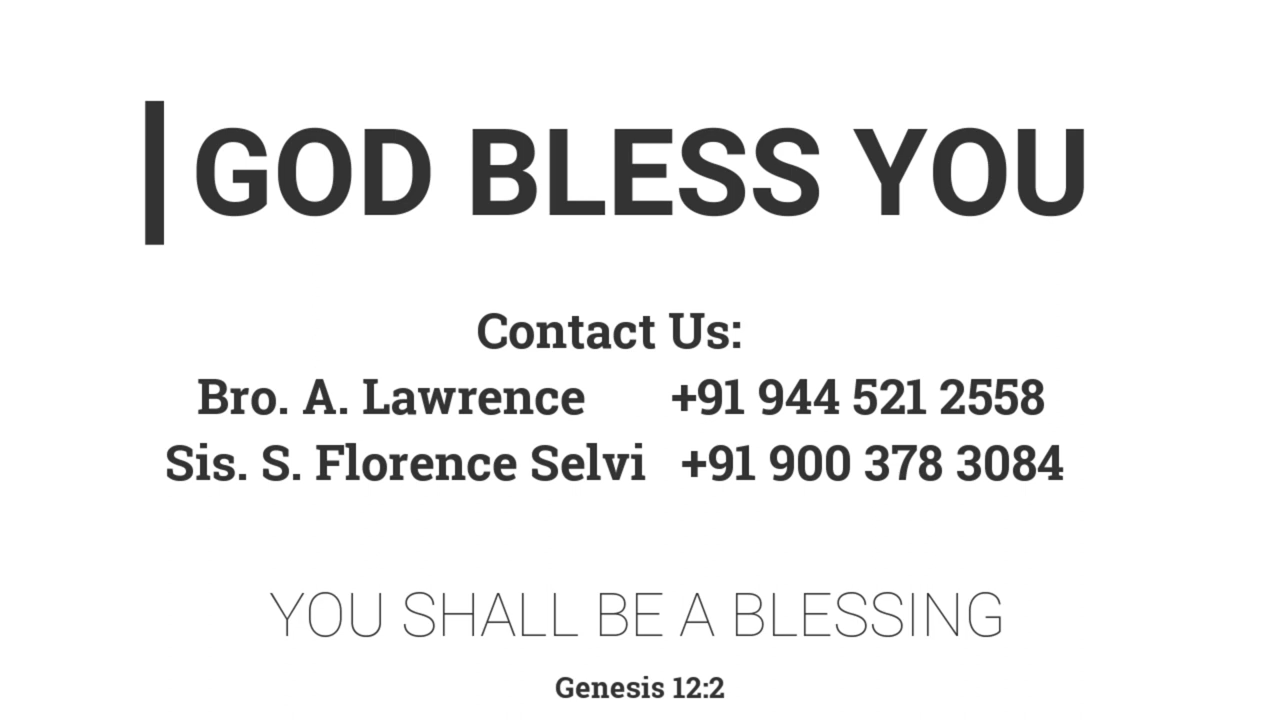 GOD BLESS YOU
Contact Us:
Bro. A. Lawrence +91 944 521 2558
Sis. S. Florence Selvi +91 900 378 3084
YOU SHALL BE A BLESSING
Genesis 12:2